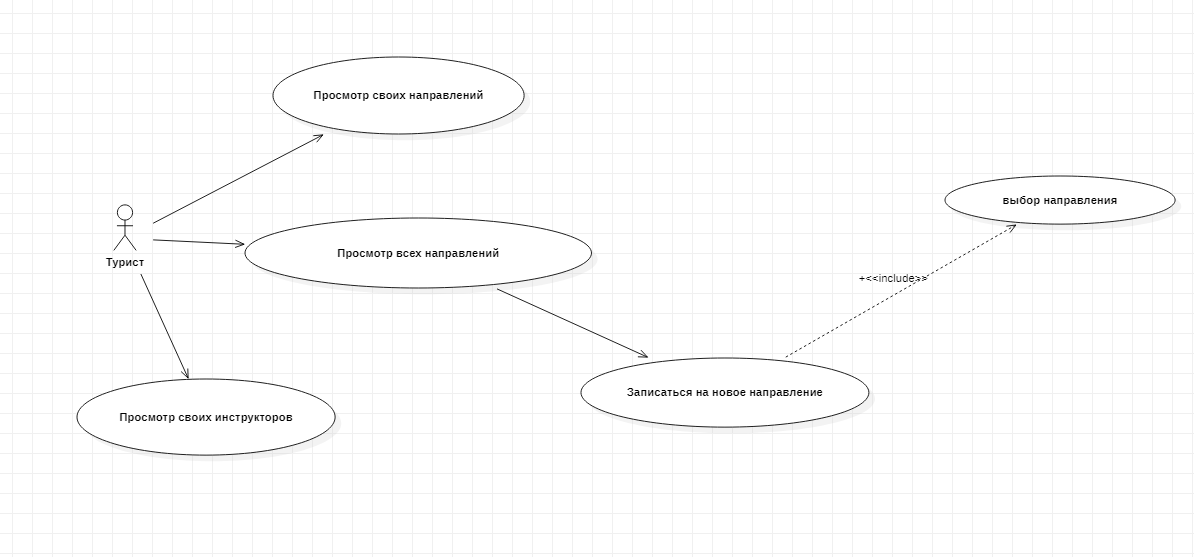 Просмотр своих направлений
выбор направления
Просмотр всех направлений
Турист
+<<include>>
Записаться на новое направление
Просмотр своих инструкторов